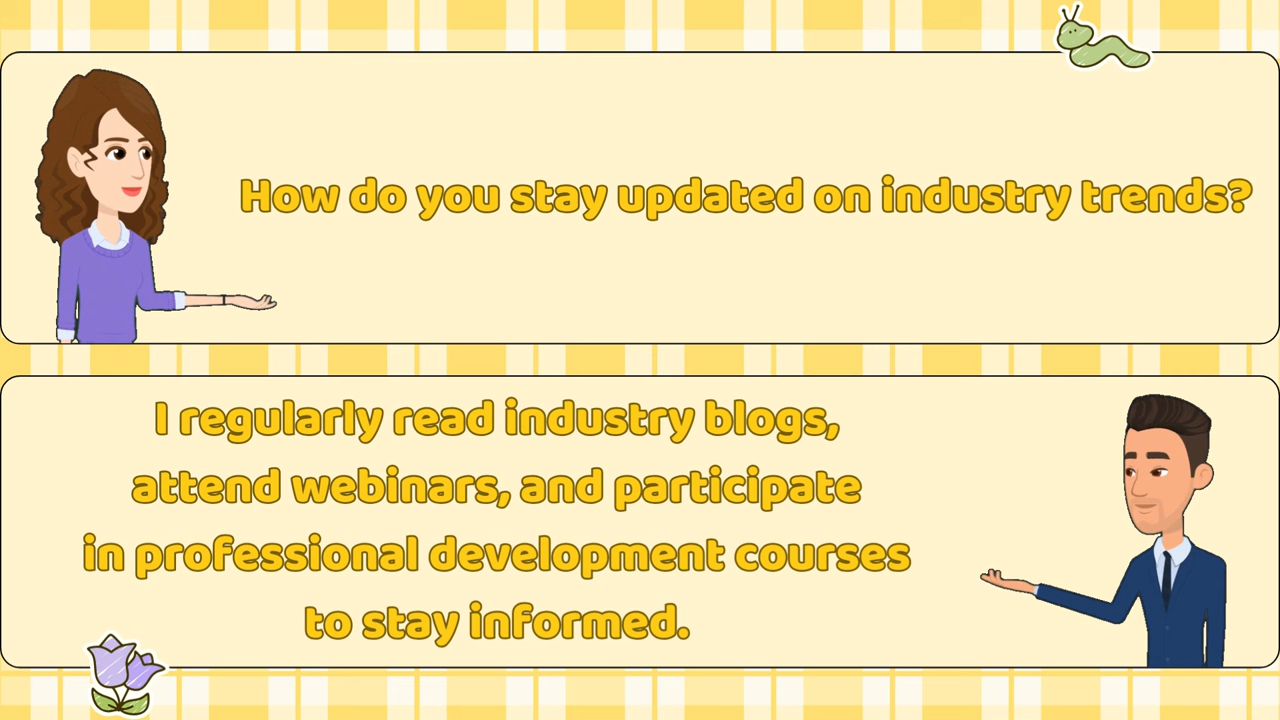 How do you stay updated on industry trends?
I regularly read industry blogs,
attend webinars, and participate
in professional development courses
to stay informed.